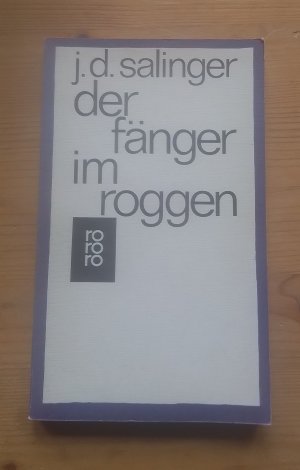 j.d.salinger
der
fänger
im
roggen
ro
ro
ro